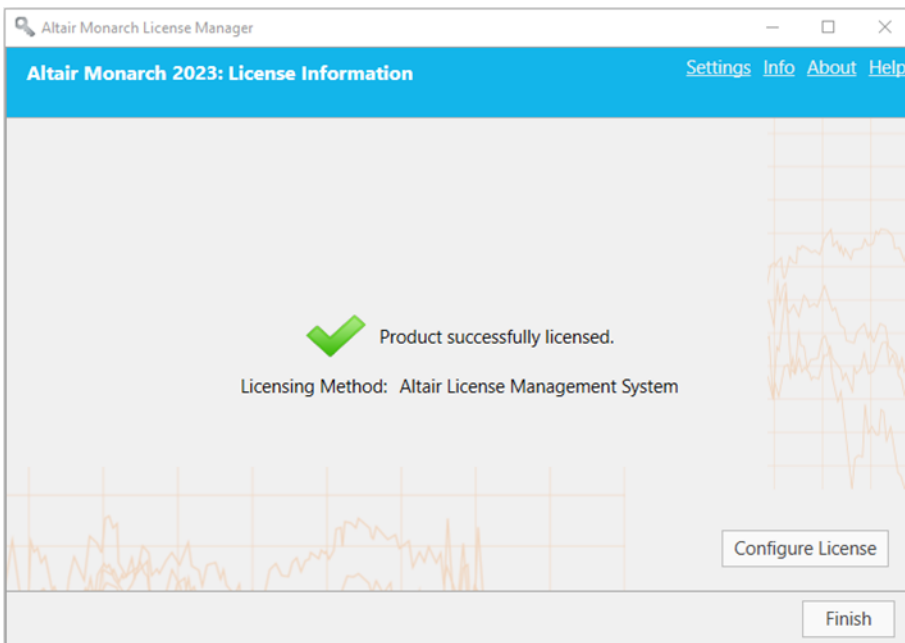 Altair Monarch License Manager
Altair Monarch 2023: License Information
Settings Info About Help
Product successfully licensed.
Licensing Method: Altair License Management System
Configure License
Finish